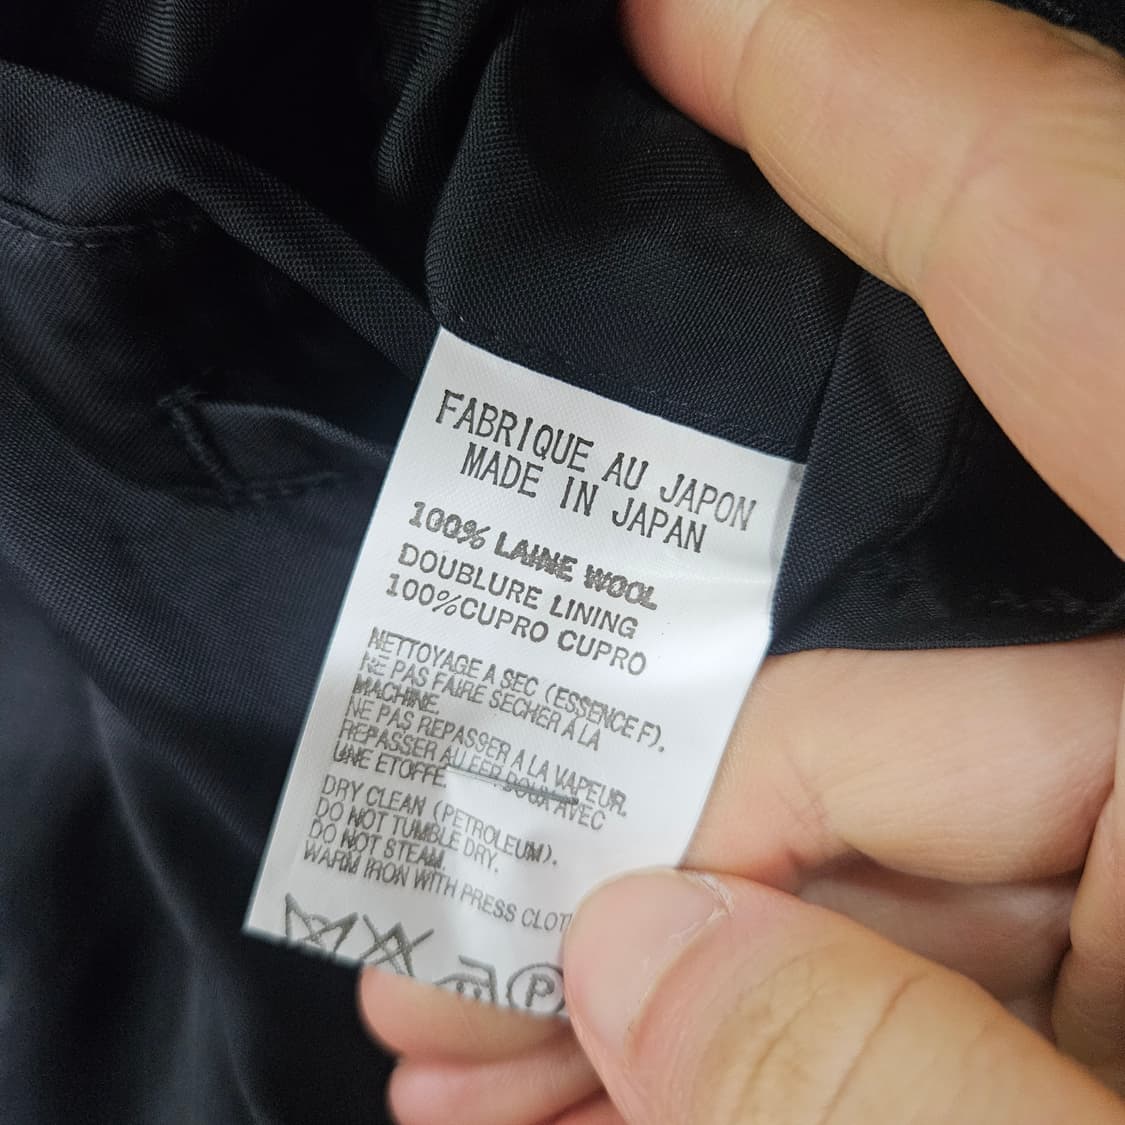 FABRIQUE AU JAPON
MADE IN JAPAN
100% LAINE WOOL
DOUBLURE LINING
100%CUPRO CUPRO
NETTOYAGE A SEC (ESSENCE F).
NE PAS FAIRE SECHER A LA
MACHINE.
NE PAS REPASSER A LA VAPEUR.
REPASSER AU FER DOUX AVEC
UNE ETOFFE.
DRY CLEAN (PETROLEUM).
DO NOT TUMBLE DRY.
DO NOT STEAM.
WARM IRON WITH PRESS CLOT
P